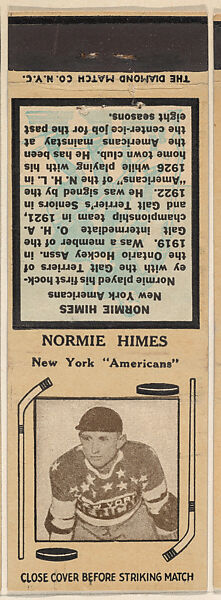 THE DIAMOND MATCH CO. N.Y.C.
NORMIE HIMES
New York Americans
Normie played his first hock-
ey with the Galt Terriers of
the Ontario Hockey Assn. in
1919. Was a member of the
Galt intermediate O. H. A.
championship team in 1921,
and Galt Terrier's Seniors in
1922. He was signed by the
"Americans" of the N. H. L. in
1926 while playing with his
home town club. He has been
the Americans mainstay at
the center-ice job for the past
eight seasons.
NORMIE HIMES
New York "Americans"
NEW YORK
AMERICANS
CLOSE COVER BEFORE STRIKING MATCH